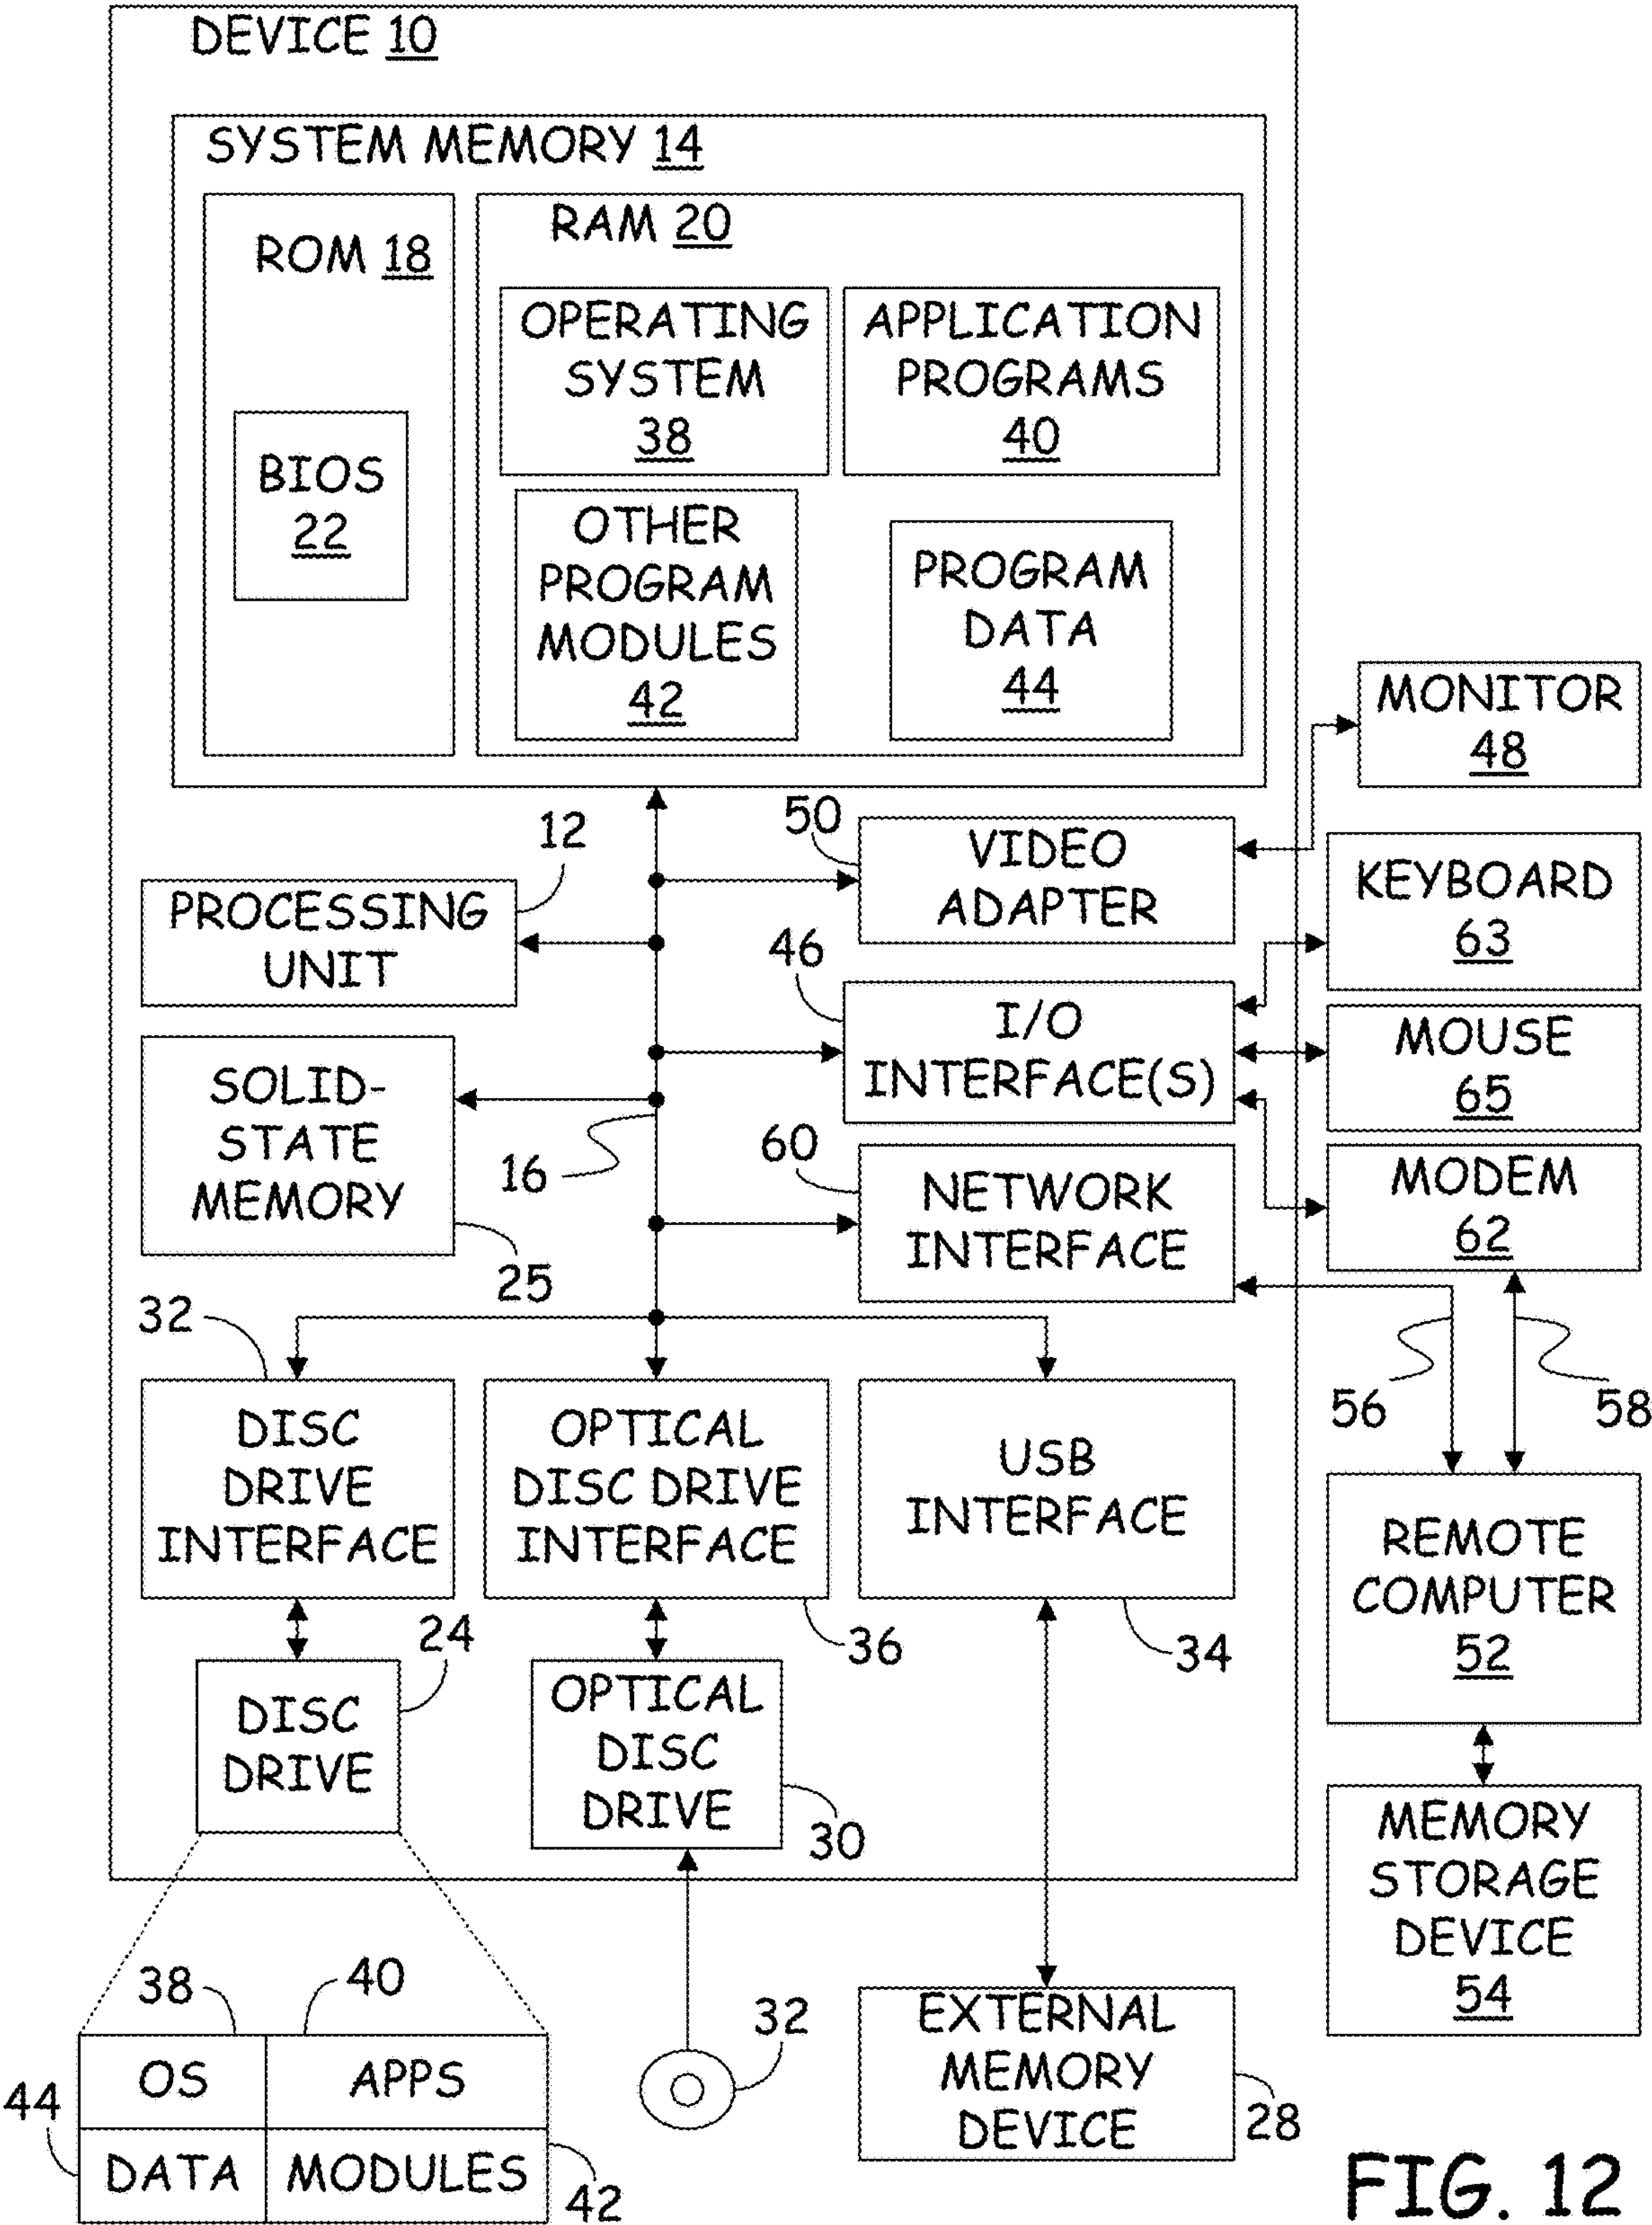 DEVICE 10
SYSTEM MEMORY 14
ROM 18
BIOS
22
RAM 20
OPERATING
SYSTEM
38
APPLICATION
PROGRAMS
40
OTHER
PROGRAM
MODULES
42
PROGRAM
DATA
44
MONITOR
48
12
PROCESSING
UNIT
50
VIDEO
ADAPTER
KEYBOARD
63
46
I/O
INTERFACE(S)
MOUSE
65
SOLID-
STATE
MEMORY
25
16
60
NETWORK
INTERFACE
MODEM
62
56
58
32
DISC
DRIVE
INTERFACE
OPTICAL
DISC DRIVE
INTERFACE
36
USB
INTERFACE
34
REMOTE
COMPUTER
52
24
DISC
DRIVE
OPTICAL
DISC
DRIVE
30
MEMORY
STORAGE
DEVICE
54
38
40
OS
APPS
44
DATA
MODULES
42
32
EXTERNAL
MEMORY
DEVICE
28
FIG. 12